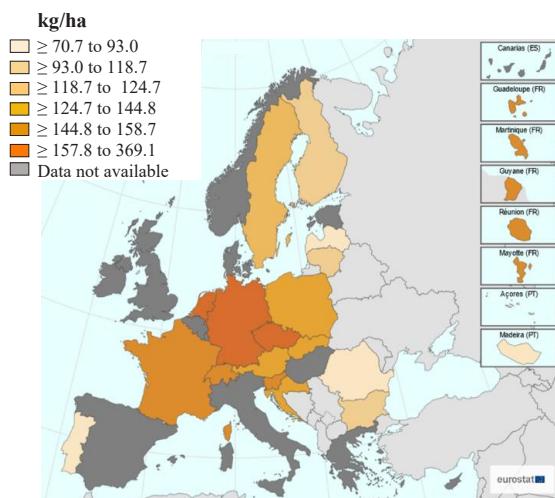 kg/ha
≥ 70.7 to 93.0
≥ 93.0 to 118.7
≥ 118.7 to 124.7
≥ 124.7 to 144.8
≥ 144.8 to 158.7
≥ 157.8 to 369.1
Data not available
Canarias (ES)
Guadeloupe (FR)
Martinique (FR)
Guyane (FR)
Réunion (FR)
Mayotte (FR)
Açores (PT)
Madeira (PT)
eurostat